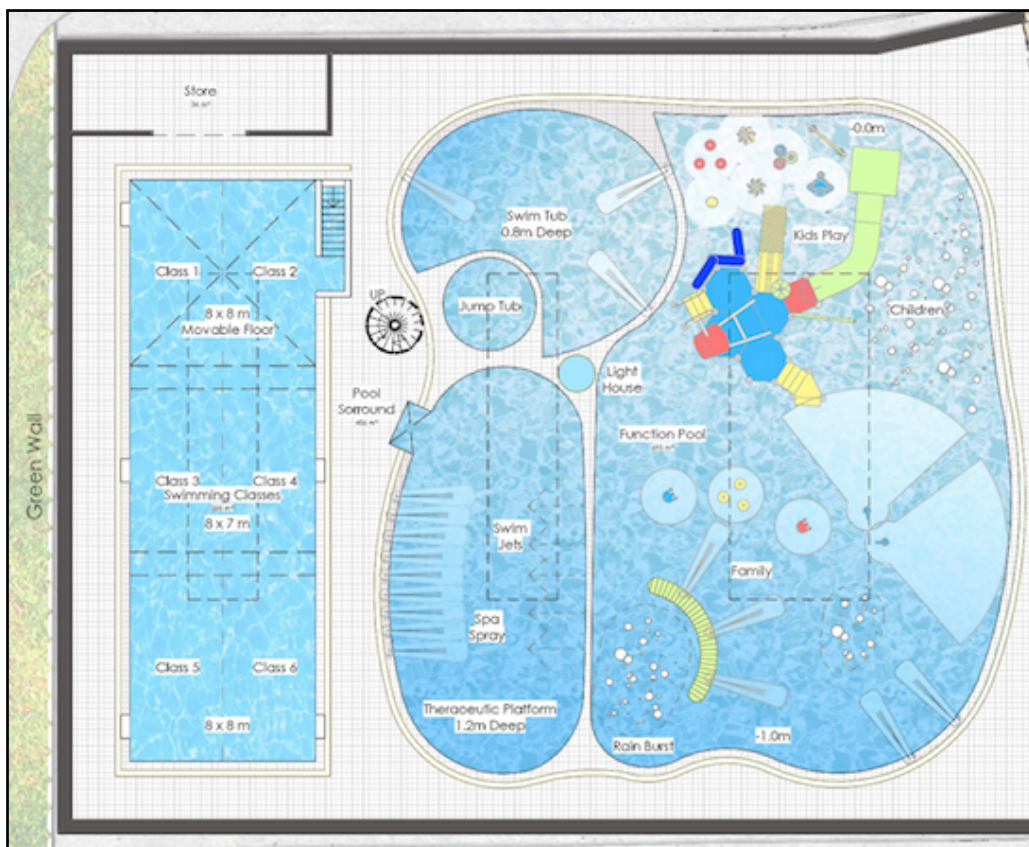 Store
Green Wall
Class 1
Class 2
8 x 8 m
Movable Floor
Class 3
Class 4
Swimming Classes
8 x 7 m
Class 5
Class 6
8 x 8 m
UP
Pool
Sorround
Swim Tub
0.8m Deep
Jump Tub
Light
House
Swim
Jets
Spa
Spray
Theraceutic Platform
1.2m Deep
-0.0m
Kids Play
Children
Function Pool
Family
Rain Burst
-1.0m